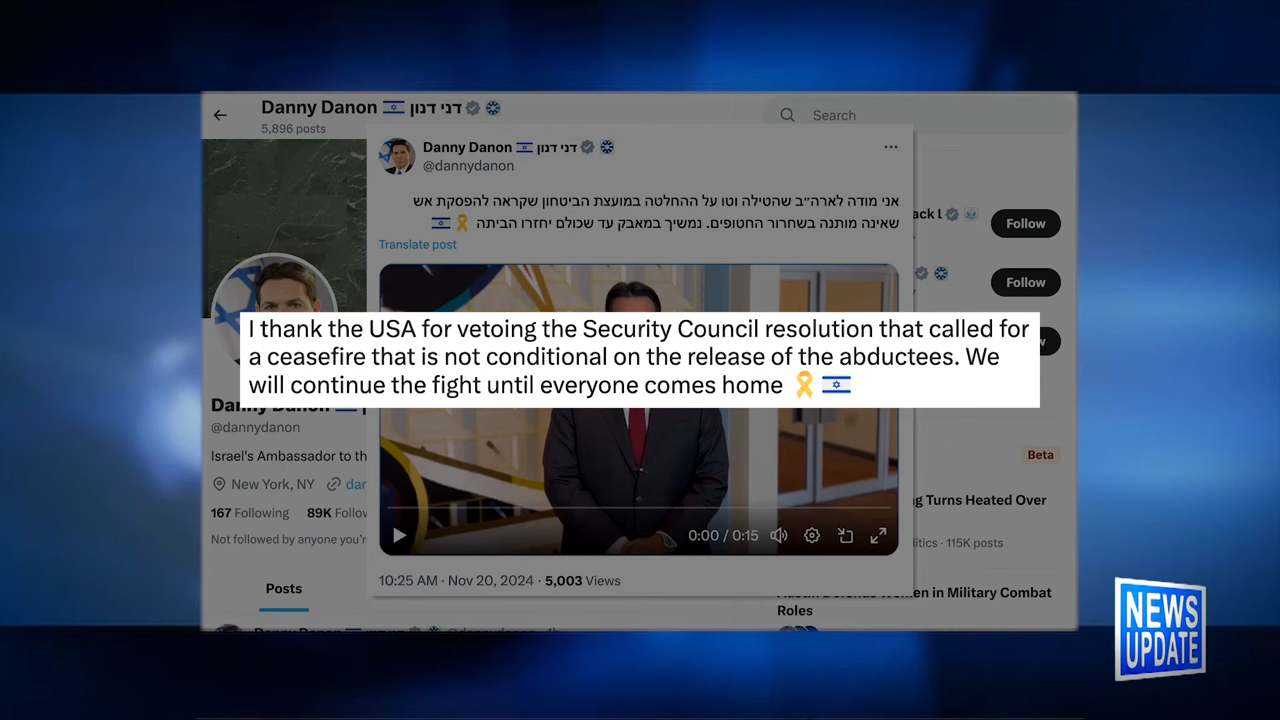 Danny Danon 🇮🇱 דני דנון
5,896 posts
Search
Danny Danon 🇮🇱 דני דנון
@dannydanon
אני מודה לארה״ב שהטילה וטו על ההחלטה במועצת הביטחון שקראה להפסקת אש
שאינה מותנה בשחרור החטופים. נמשיך במאבק עד שכולם יחזרו הביתה 🎗️🇮🇱
Translate post
Follow
Follow
I thank the USA for vetoing the Security Council resolution that called for
a ceasefire that is not conditional on the release of the abductees. We
will continue the fight until everyone comes home 🎗️🇮🇱
@dannydanon
Israel's Ambassador to th
New York, NY
167 Following 89K Follow
Not followed by anyone you'r
Posts
0:00 / 0:15
10:25 AM · Nov 20, 2024 · 5,003 Views
Beta
g Turns Heated Over
litics · 115K posts
Austin Defends Women in Military Combat
Roles
NEWS
UPDATE